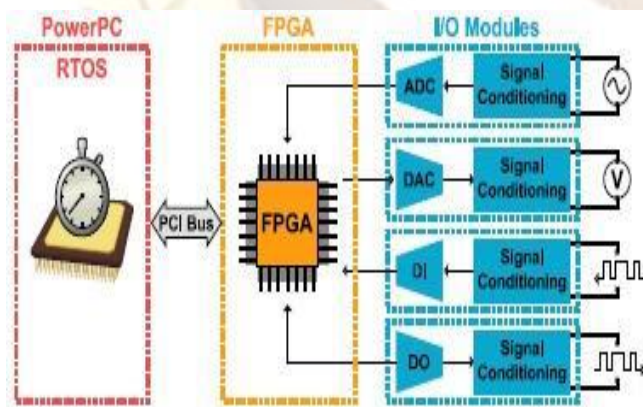 PowerPC
RTOS
PCI Bus
FPGA
FPGA
I/O Modules
ADC
Signal
Conditioning
DAC
Signal
Conditioning
V
DI
Signal
Conditioning
DO
Signal
Conditioning